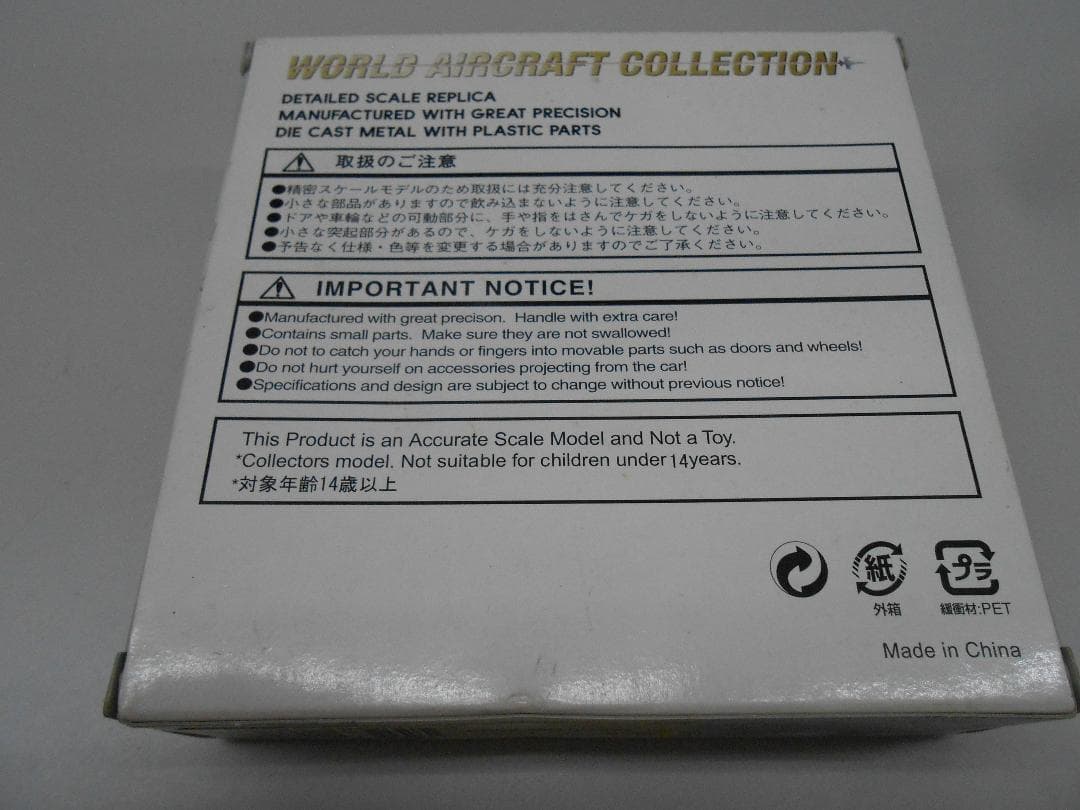 WORLD AIRCRAFT COLLECTION
DETAILED SCALE REPLICA
MANUFACTURED WITH GREAT PRECISION
DIE CAST METAL WITH PLASTIC PARTS
取扱のご注意
●精密スケールモデルのため取扱には充分注意してください。
●小さな部品がありますので飲み込まないように注意してください。
●ドアや車輪などの可動部分に、手や指をはさんでケガをしないように注意してください。
●小さな突起部分があるので、ケガをしないように注意してください。
●予告なく仕様・色等を変更する場合がありますのでご了承ください。
IMPORTANT NOTICE!
●Manufactured with great precison. Handle with extra care!
●Contains small parts. Make sure they are not swallowed!
●Do not to catch your hands or fingers into movable parts such as doors and wheels!
●Do not hurt yourself on accessories projecting from the car!
●Specifications and design are subject to change without previous notice!
This Product is an Accurate Scale Model and Not a Toy.
*Collectors model. Not suitable for children under 14years.
*対象年齢14歳以上
紙 プラ
外箱 緩衝材:PET
Made in China